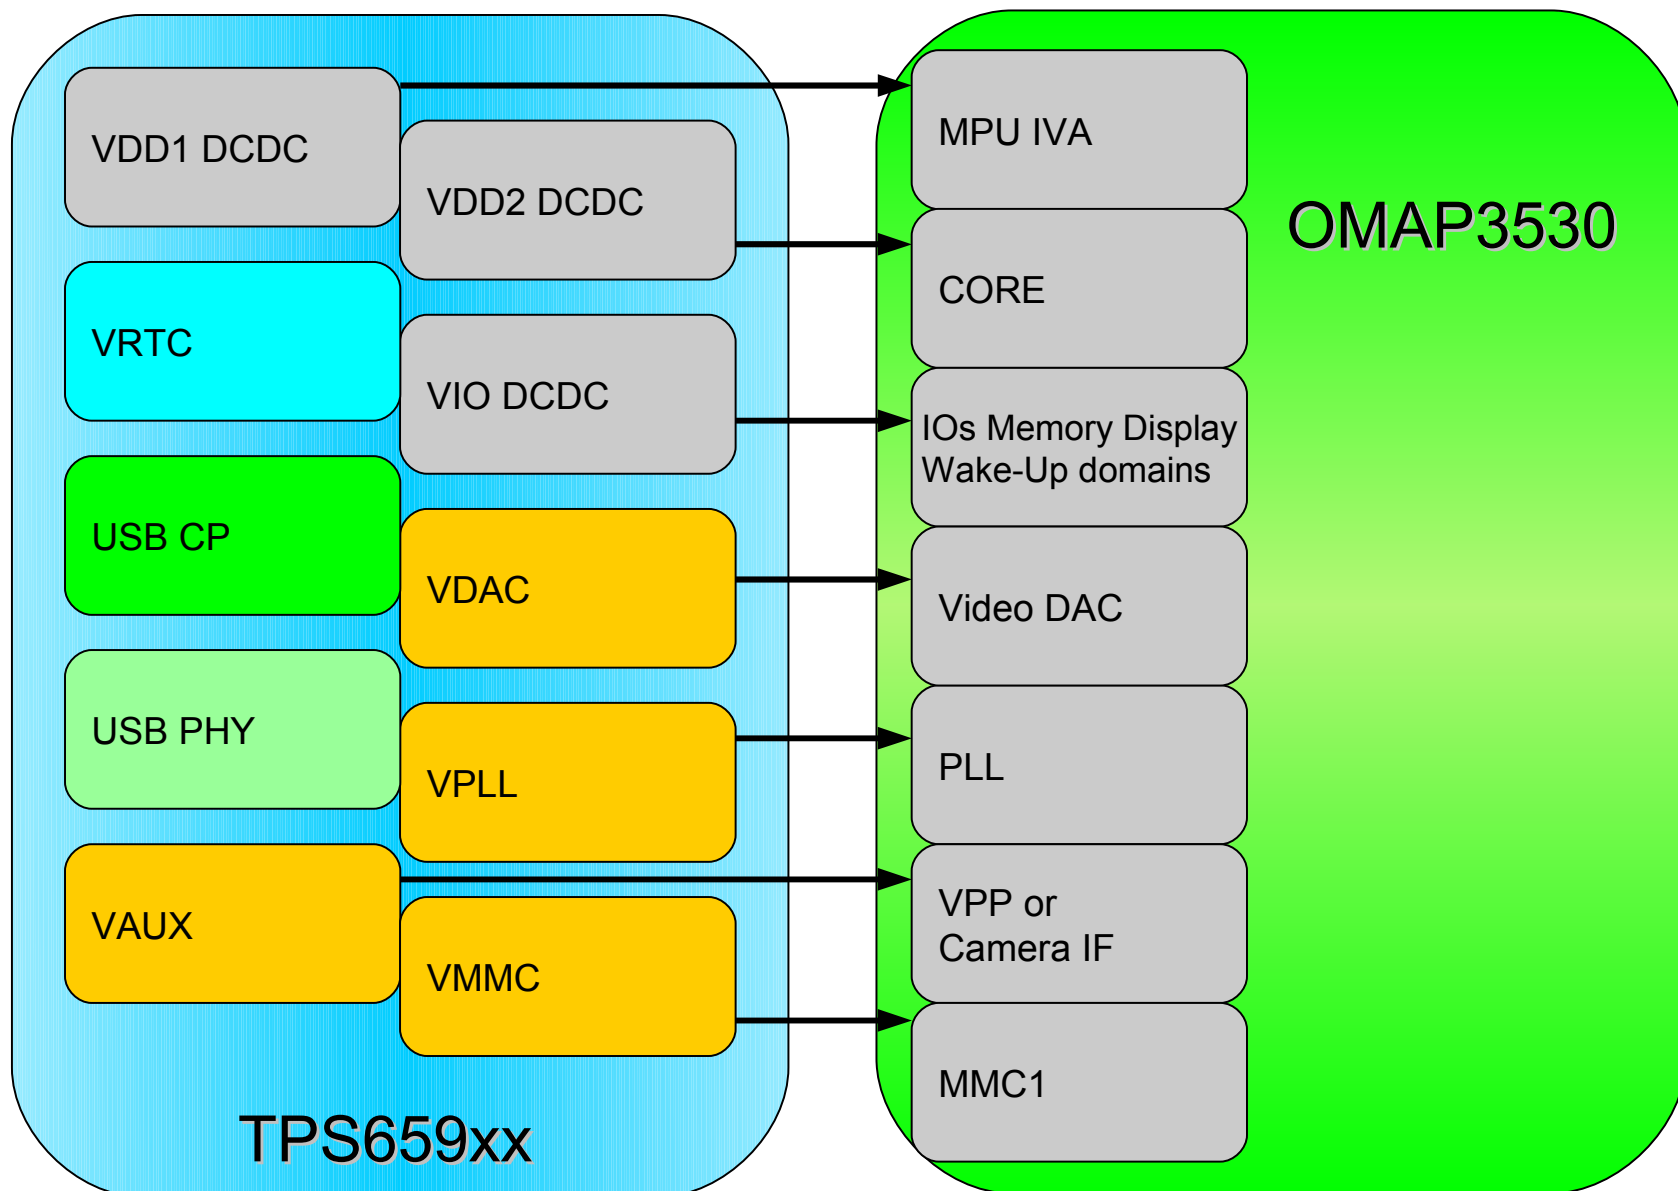 VDD1 DCDC
VDD2 DCDC
VRTC
VIO DCDC
USB CP
VDAC
USB PHY
VPLL
VAUX
VMMC
TPS659xx
MPU IVA
CORE
IOs Memory Display
Wake-Up domains
Video DAC
PLL
VPP or
Camera IF
MMC1
OMAP3530